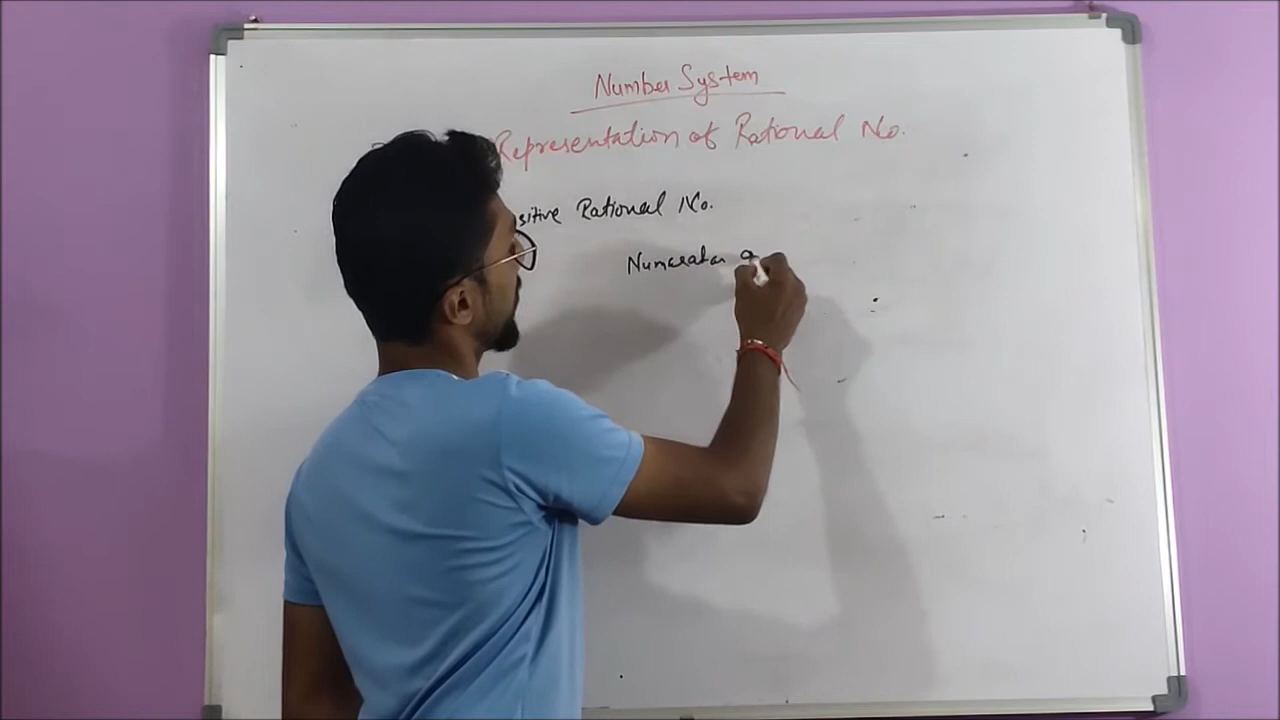 Number System
Representation of Rational No.
sitive Rational No.
Numerator